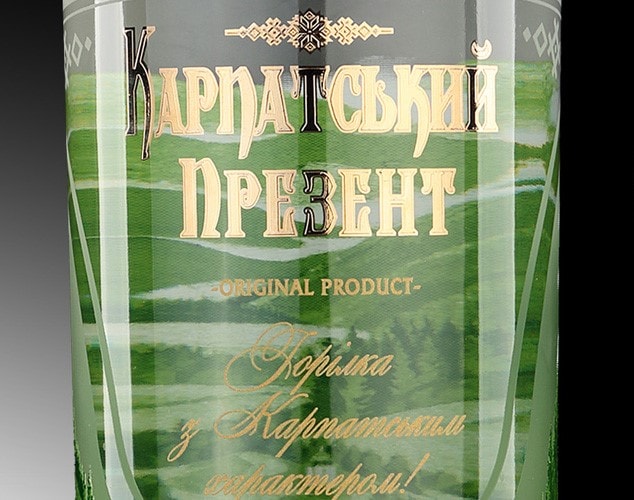 Карпатський
Презент
-ORIGINAL PRODUCT-
Горілка
з Карпатським
характером!